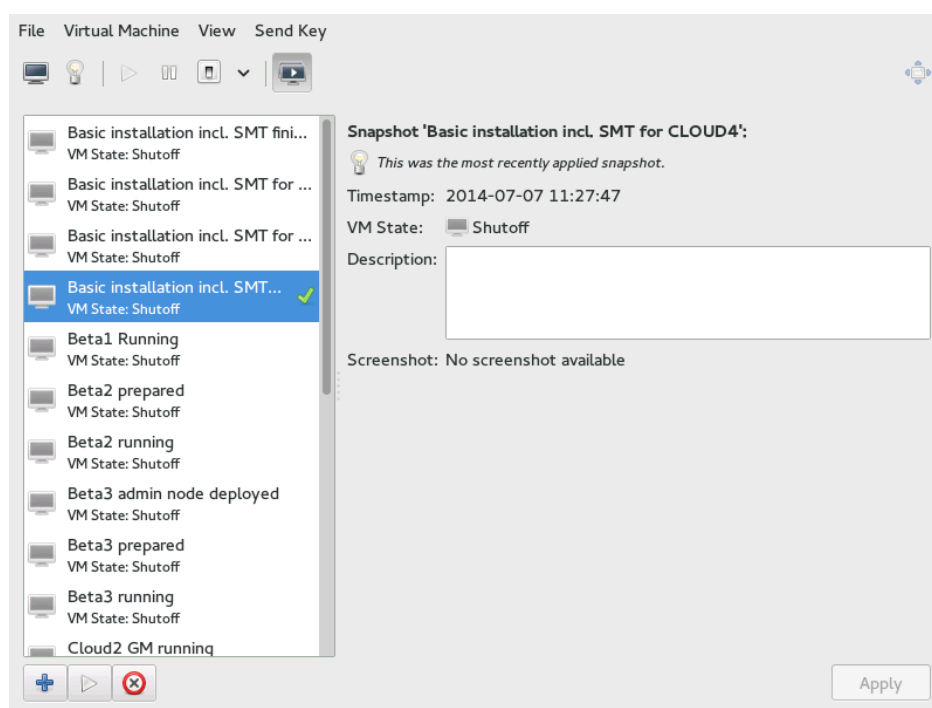 File Virtual Machine View Send Key
Basic installation incl. SMT fini...
VM State: Shutoff
Basic installation incl. SMT for ...
VM State: Shutoff
Basic installation incl. SMT for ...
VM State: Shutoff
Basic installation incl. SMT...
VM State: Shutoff
Beta1 Running
VM State: Shutoff
Beta2 prepared
VM State: Shutoff
Beta2 running
VM State: Shutoff
Beta3 admin node deployed
VM State: Shutoff
Beta3 prepared
VM State: Shutoff
Beta3 running
VM State: Shutoff
Cloud2 GM running
Snapshot 'Basic installation incl. SMT for CLOUD4':
This was the most recently applied snapshot.
Timestamp: 2014-07-07 11:27:47
VM State: Shutoff
Description:
Screenshot: No screenshot available
Apply